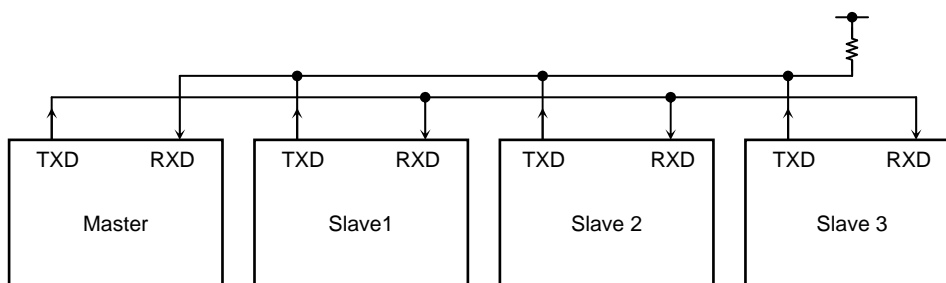 TXD RXD TXD RXD TXD RXD TXD RXD
Master Slave1 Slave 2 Slave 3